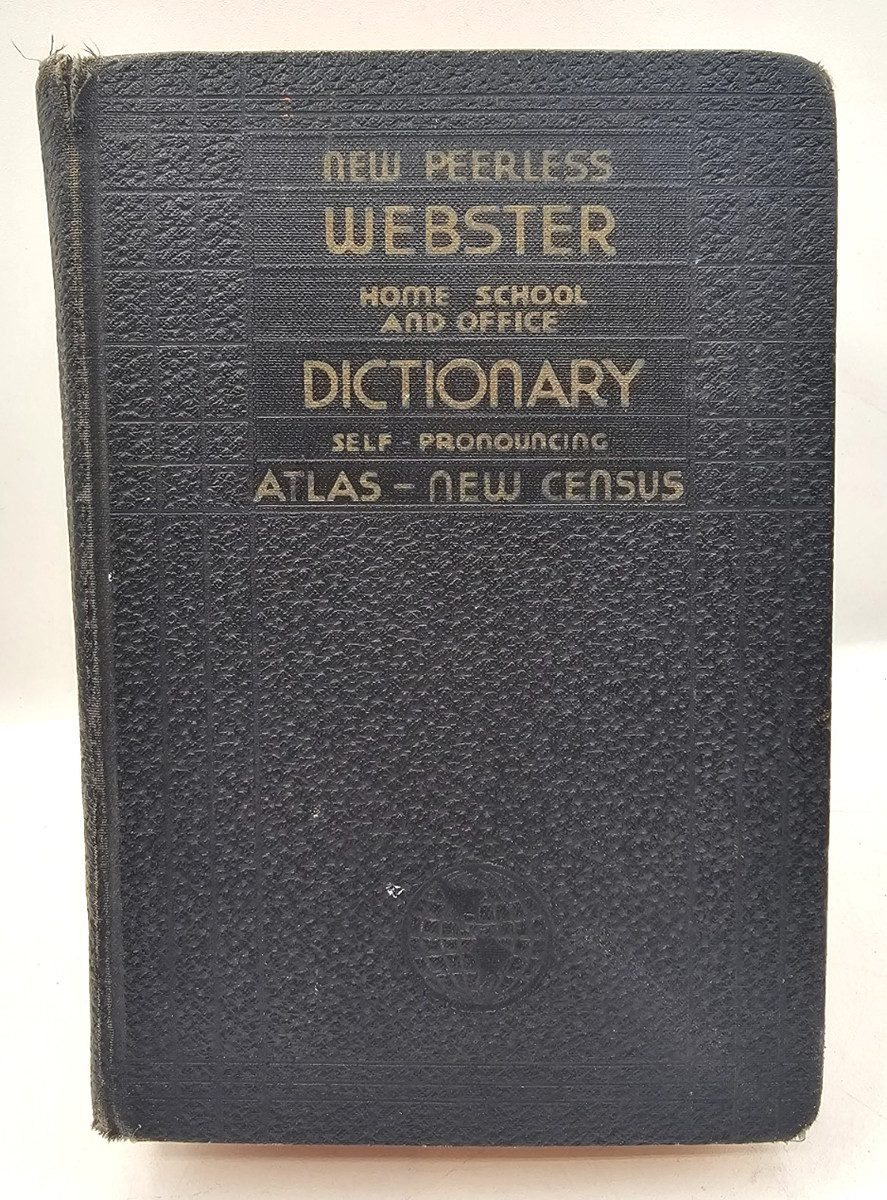 NEW PEERLESS
WEBSTER
HOME SCHOOL
AND OFFICE
DICTIONARY
SELF-PRONOUNCING
ATLAS - NEW CENSUS